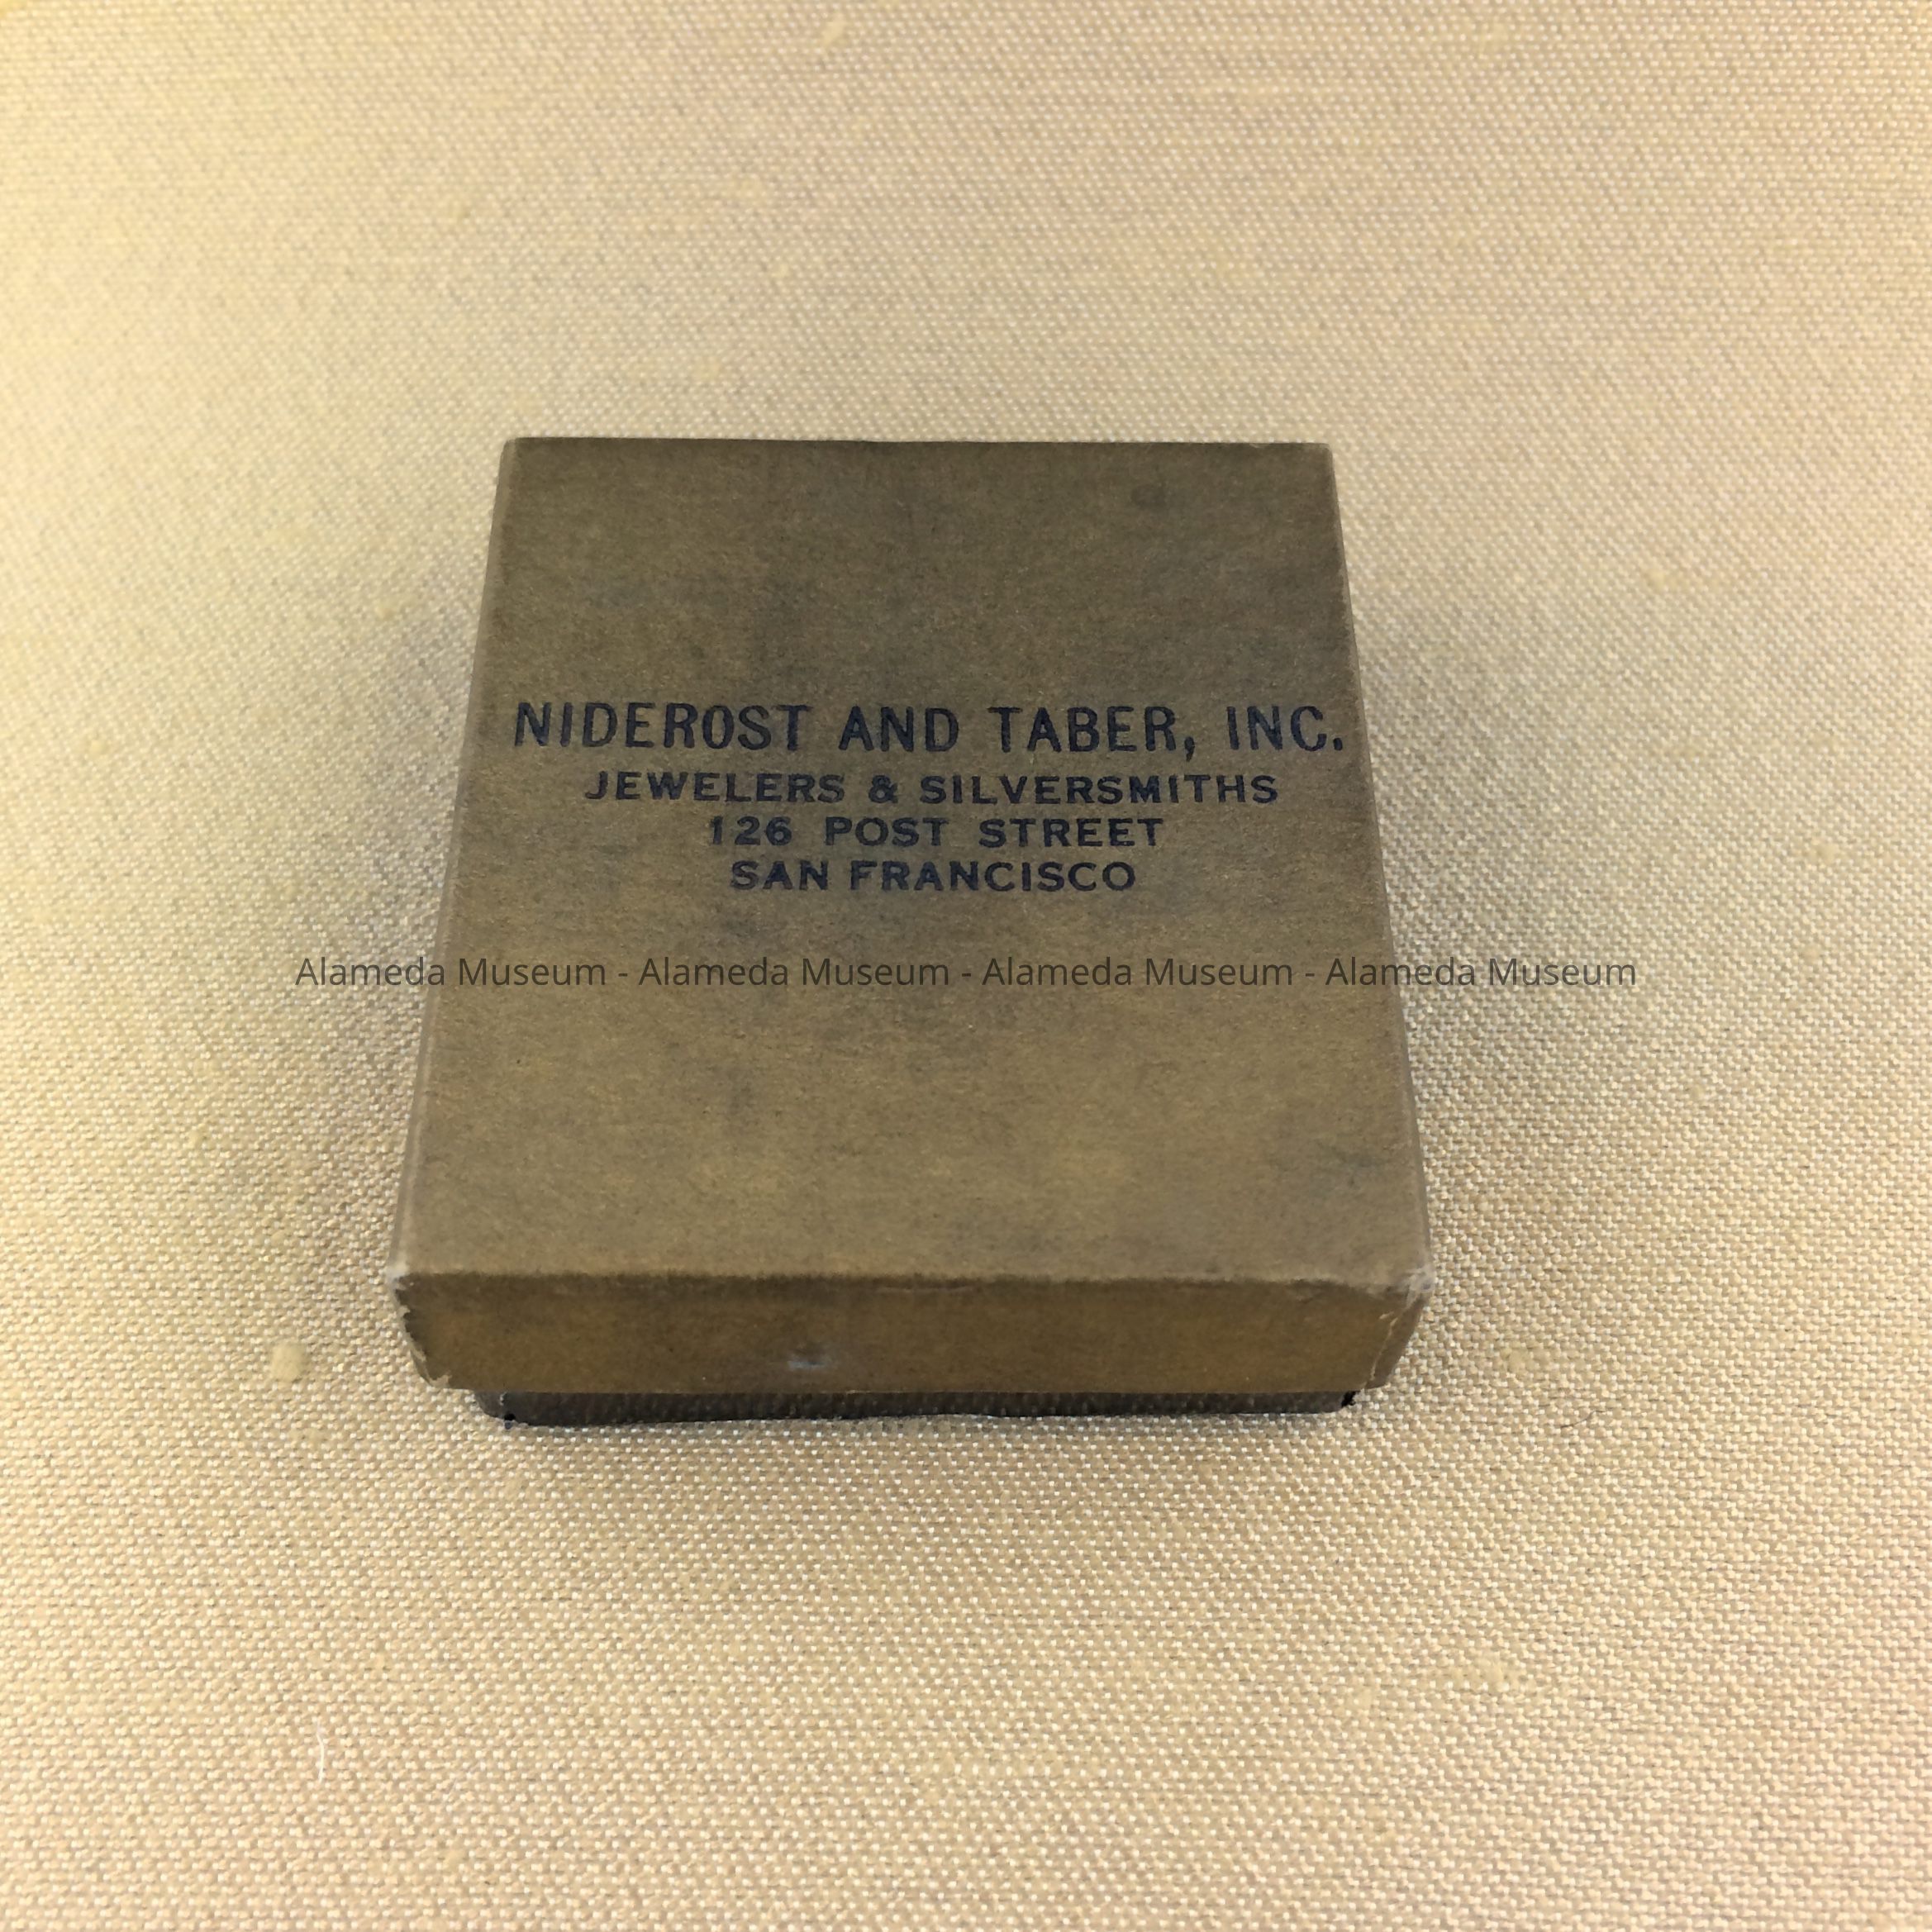 NIDEROST AND TABER, INC.
JEWELERS & SILVERSMITHS
126 POST STREET
SAN FRANCISCO
Alameda Museum - Alameda Museum - Alameda Museum - Alameda Museum